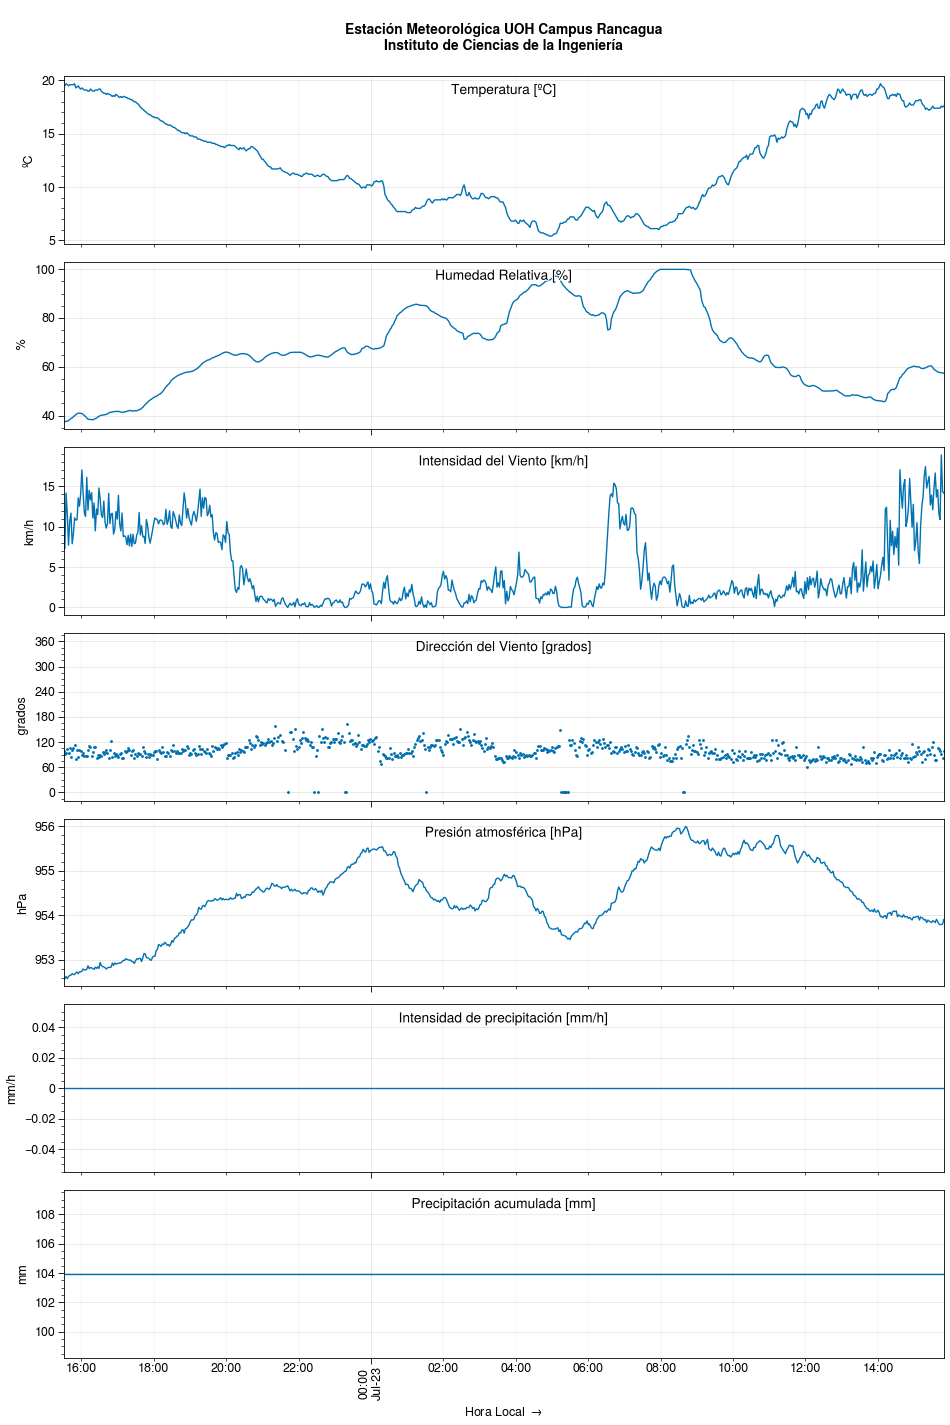 Estación Meteorológica UOH Campus Rancagua
Instituto de Ciencias de la Ingeniería
Temperatura [ºC]
20
15
10
5
ºC
Humedad Relativa [%]
100
80
60
40
%
Intensidad del Viento [km/h]
15
10
5
0
km/h
Dirección del Viento [grados]
360
300
240
180
120
60
0
grados
Presión atmosférica [hPa]
956
955
954
953
hPa
Intensidad de precipitación [mm/h]
0.04
0.02
0
−0.02
−0.04
mm/h
Precipitación acumulada [mm]
108
106
104
102
100
mm
16:00 18:00 20:00 22:00 00:00 02:00 04:00 06:00 08:00 10:00 12:00 14:00
Jul-23
Hora Local →